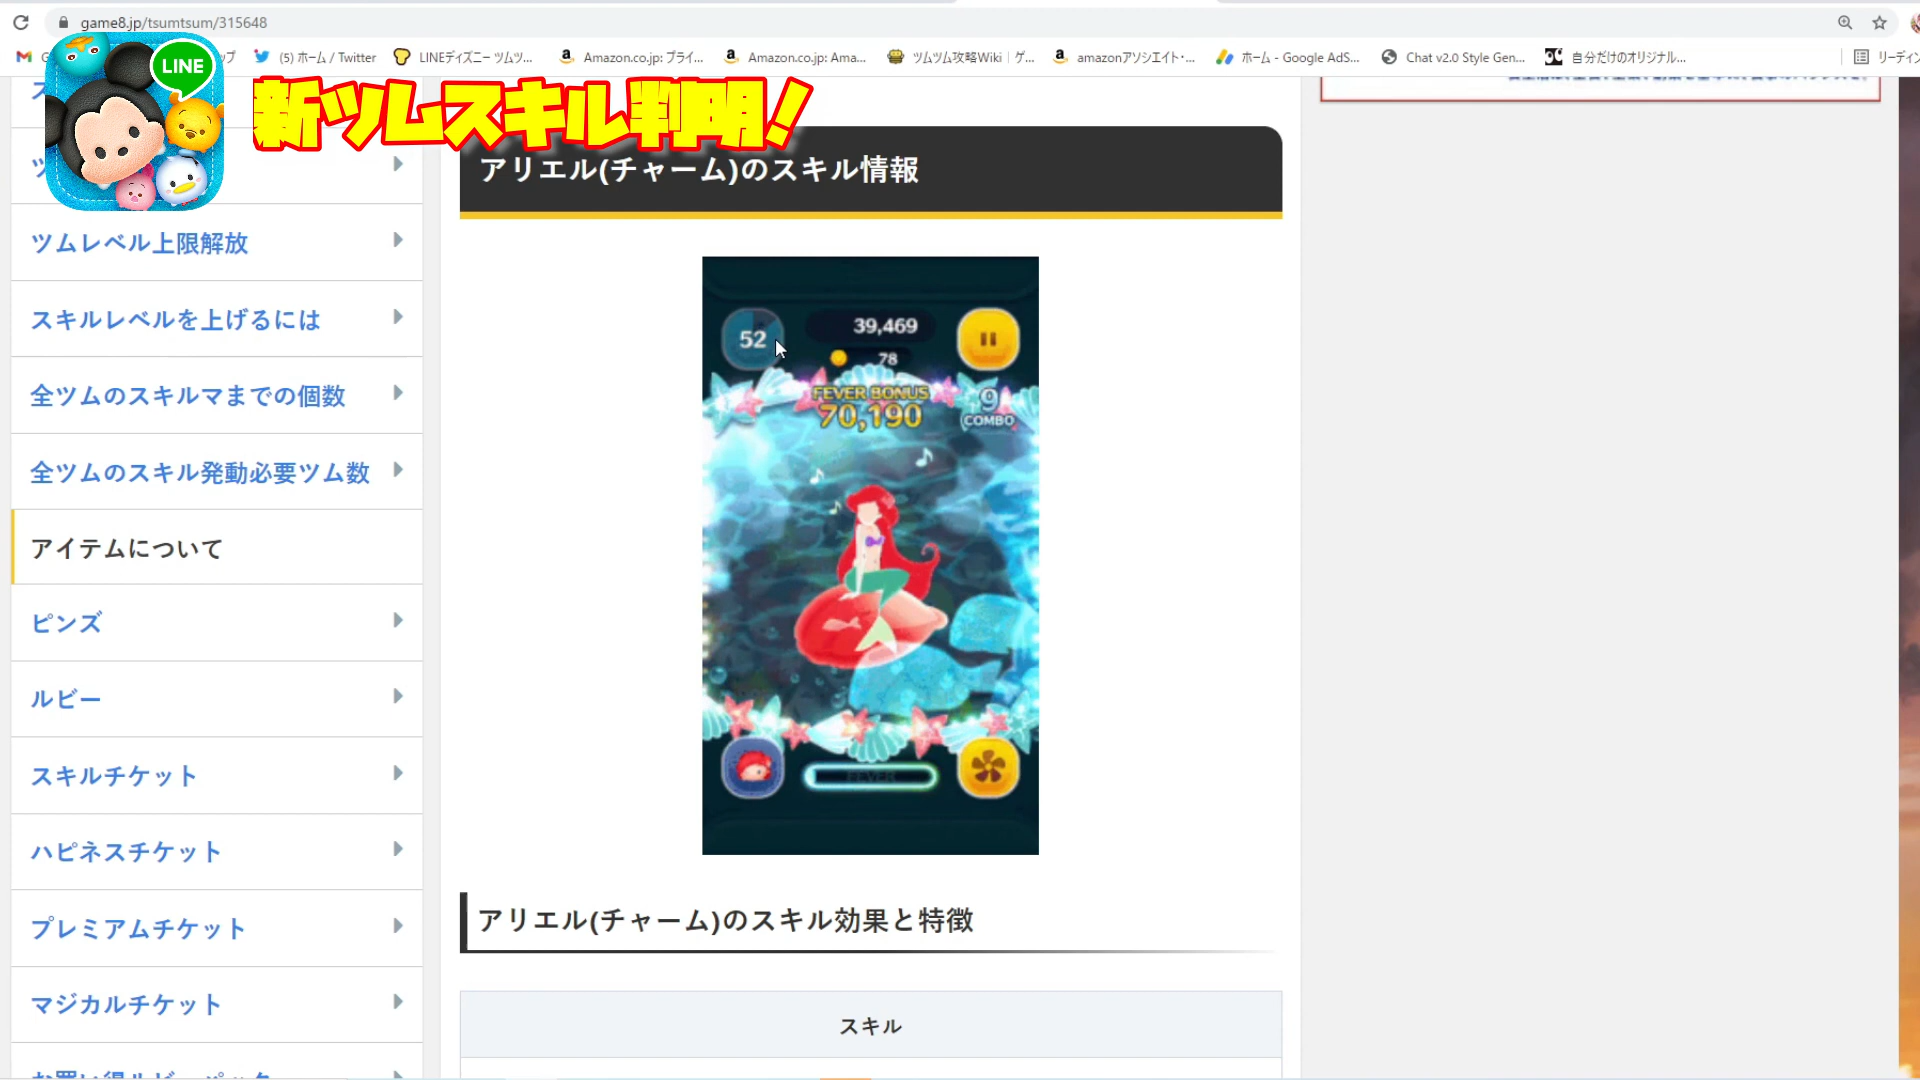 game8.jp/tsumtsum/315648
(5) ホーム / Twitter
LINEディズニー ツムツ...
Amazon.co.jp: プライ...
Amazon.co.jp: Ama...
ツムツム攻略Wiki｜ゲ...
amazonアソシエイト・...
ホーム - Google AdS...
Chat v2.0 Style Gen...
自分だけのオリジナル...
リーディン
LINE
新ツムスキル判明！
アリエル(チャーム)のスキル情報
ツムレベル上限解放
スキルレベルを上げるには
全ツムのスキルマまでの個数
全ツムのスキル発動必要ツム数
アイテムについて
ピンズ
ルビー
スキルチケット
ハピネスチケット
プレミアムチケット
マジカルチケット
52
39,469
78
FEVER BONUS
70,190
9
COMBO
FEVER
アリエル(チャーム)のスキル効果と特徴
スキル